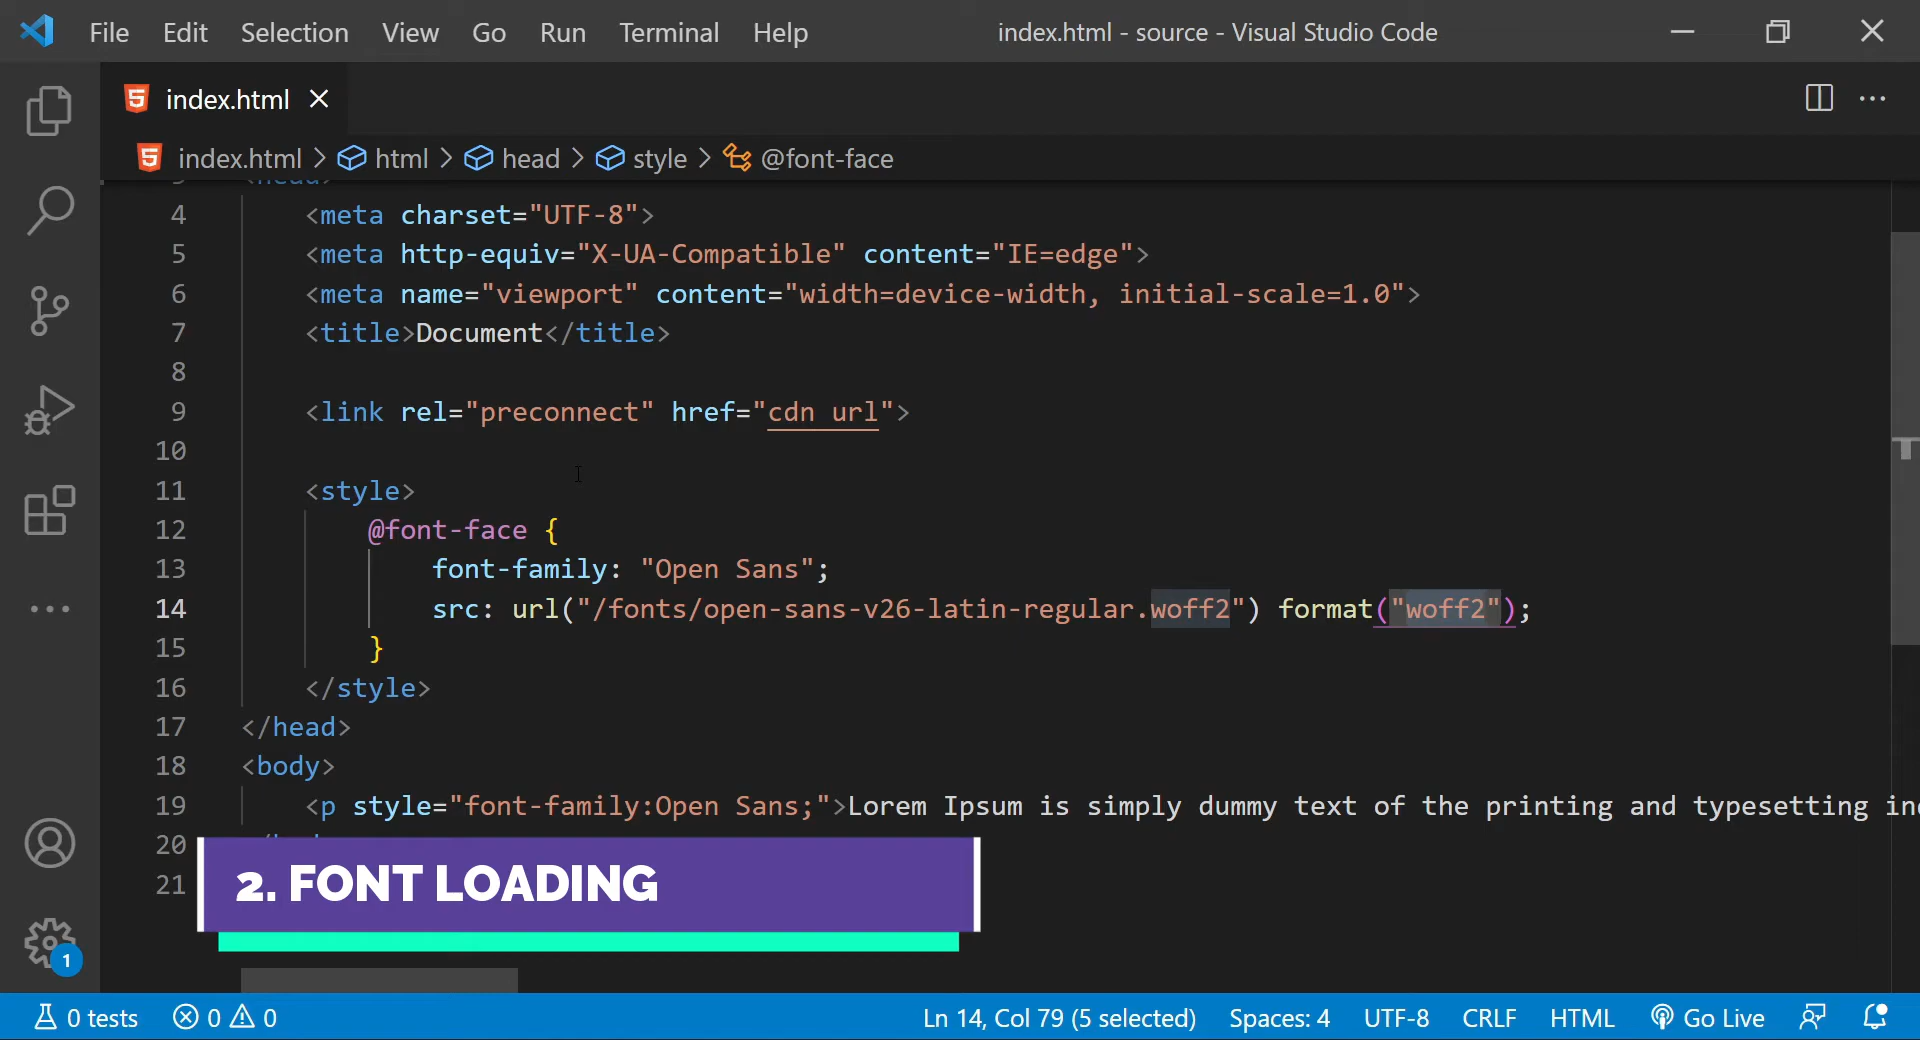 File Edit Selection View Go Run Terminal Help
index.html - source - Visual Studio Code
index.html
index.html > html > head > style > @font-face
4 <meta charset="UTF-8">
5 <meta http-equiv="X-UA-Compatible" content="IE=edge">
6 <meta name="viewport" content="width=device-width, initial-scale=1.0">
7 <title>Document</title>
8
9 <link rel="preconnect" href="cdn url">
10
11 <style>
12 @font-face {
13 font-family: "Open Sans";
14 src: url("/fonts/open-sans-v26-latin-regular.woff2") format("woff2");
15 }
16 </style>
17 </head>
18 <body>
19 <p style="font-family:Open Sans;">Lorem Ipsum is simply dummy text of the printing and typesetting
20
21
2. FONT LOADING
1
0 tests 0 0 Ln 14, Col 79 (5 selected) Spaces: 4 UTF-8 CRLF HTML Go Live